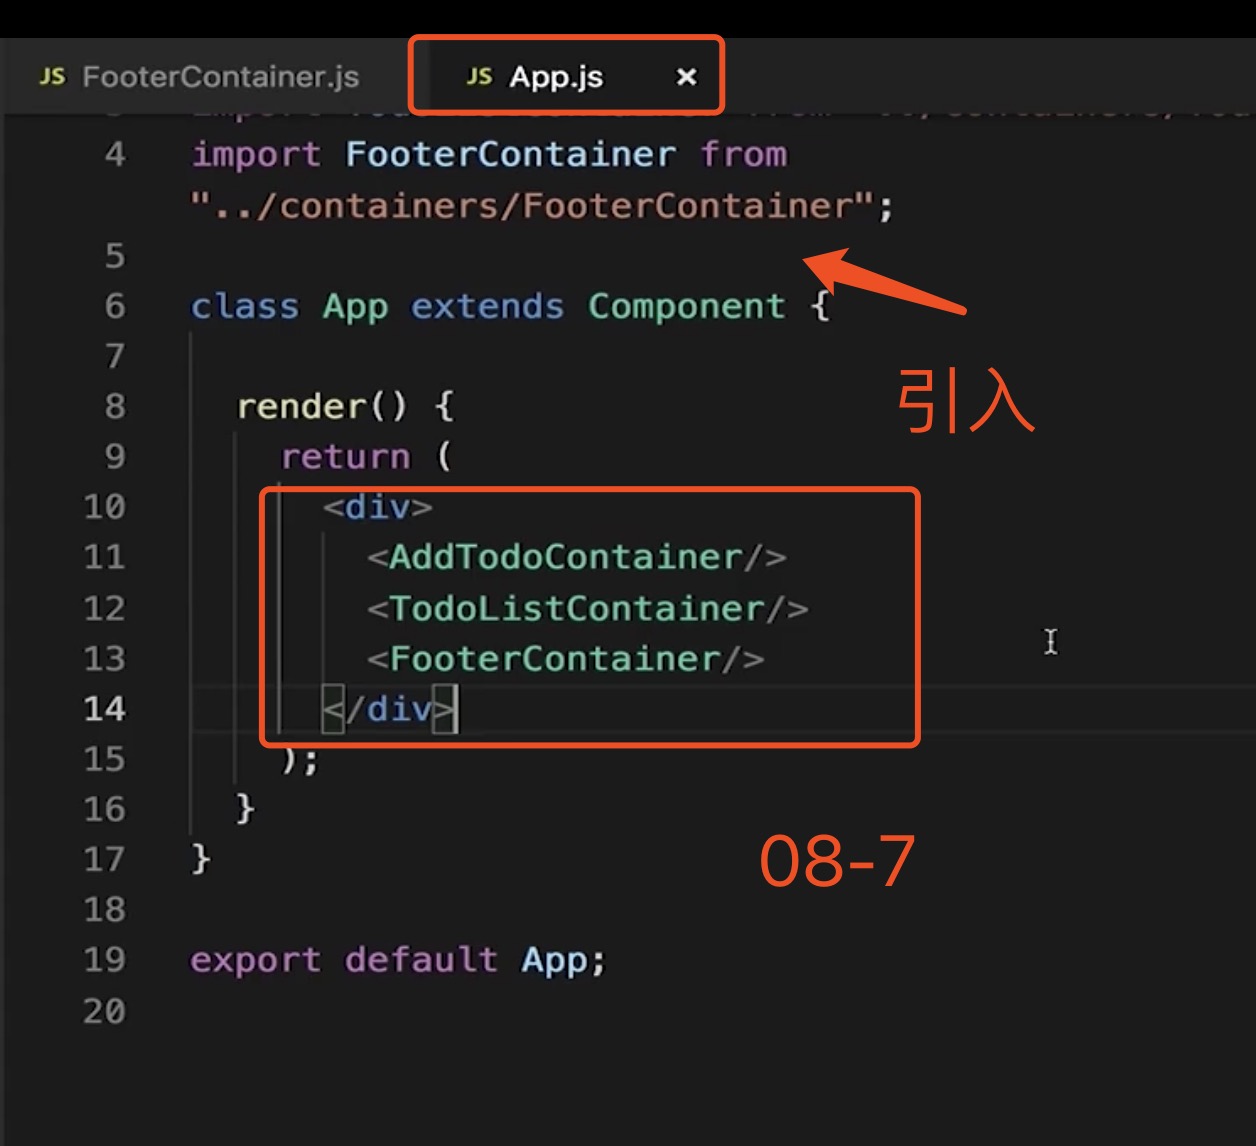 JS FooterContainer.js JS App.js ×
4 import FooterContainer from
"../containers/FooterContainer";
5
6 class App extends Component {
引入
7
8 render() {
9 return (
10 <div>
11 <AddTodoContainer/>
12 <TodoListContainer/>
13 <FooterContainer/>
14 </div>
15 );
16 }
08-7
17 }
18
19 export default App;
20